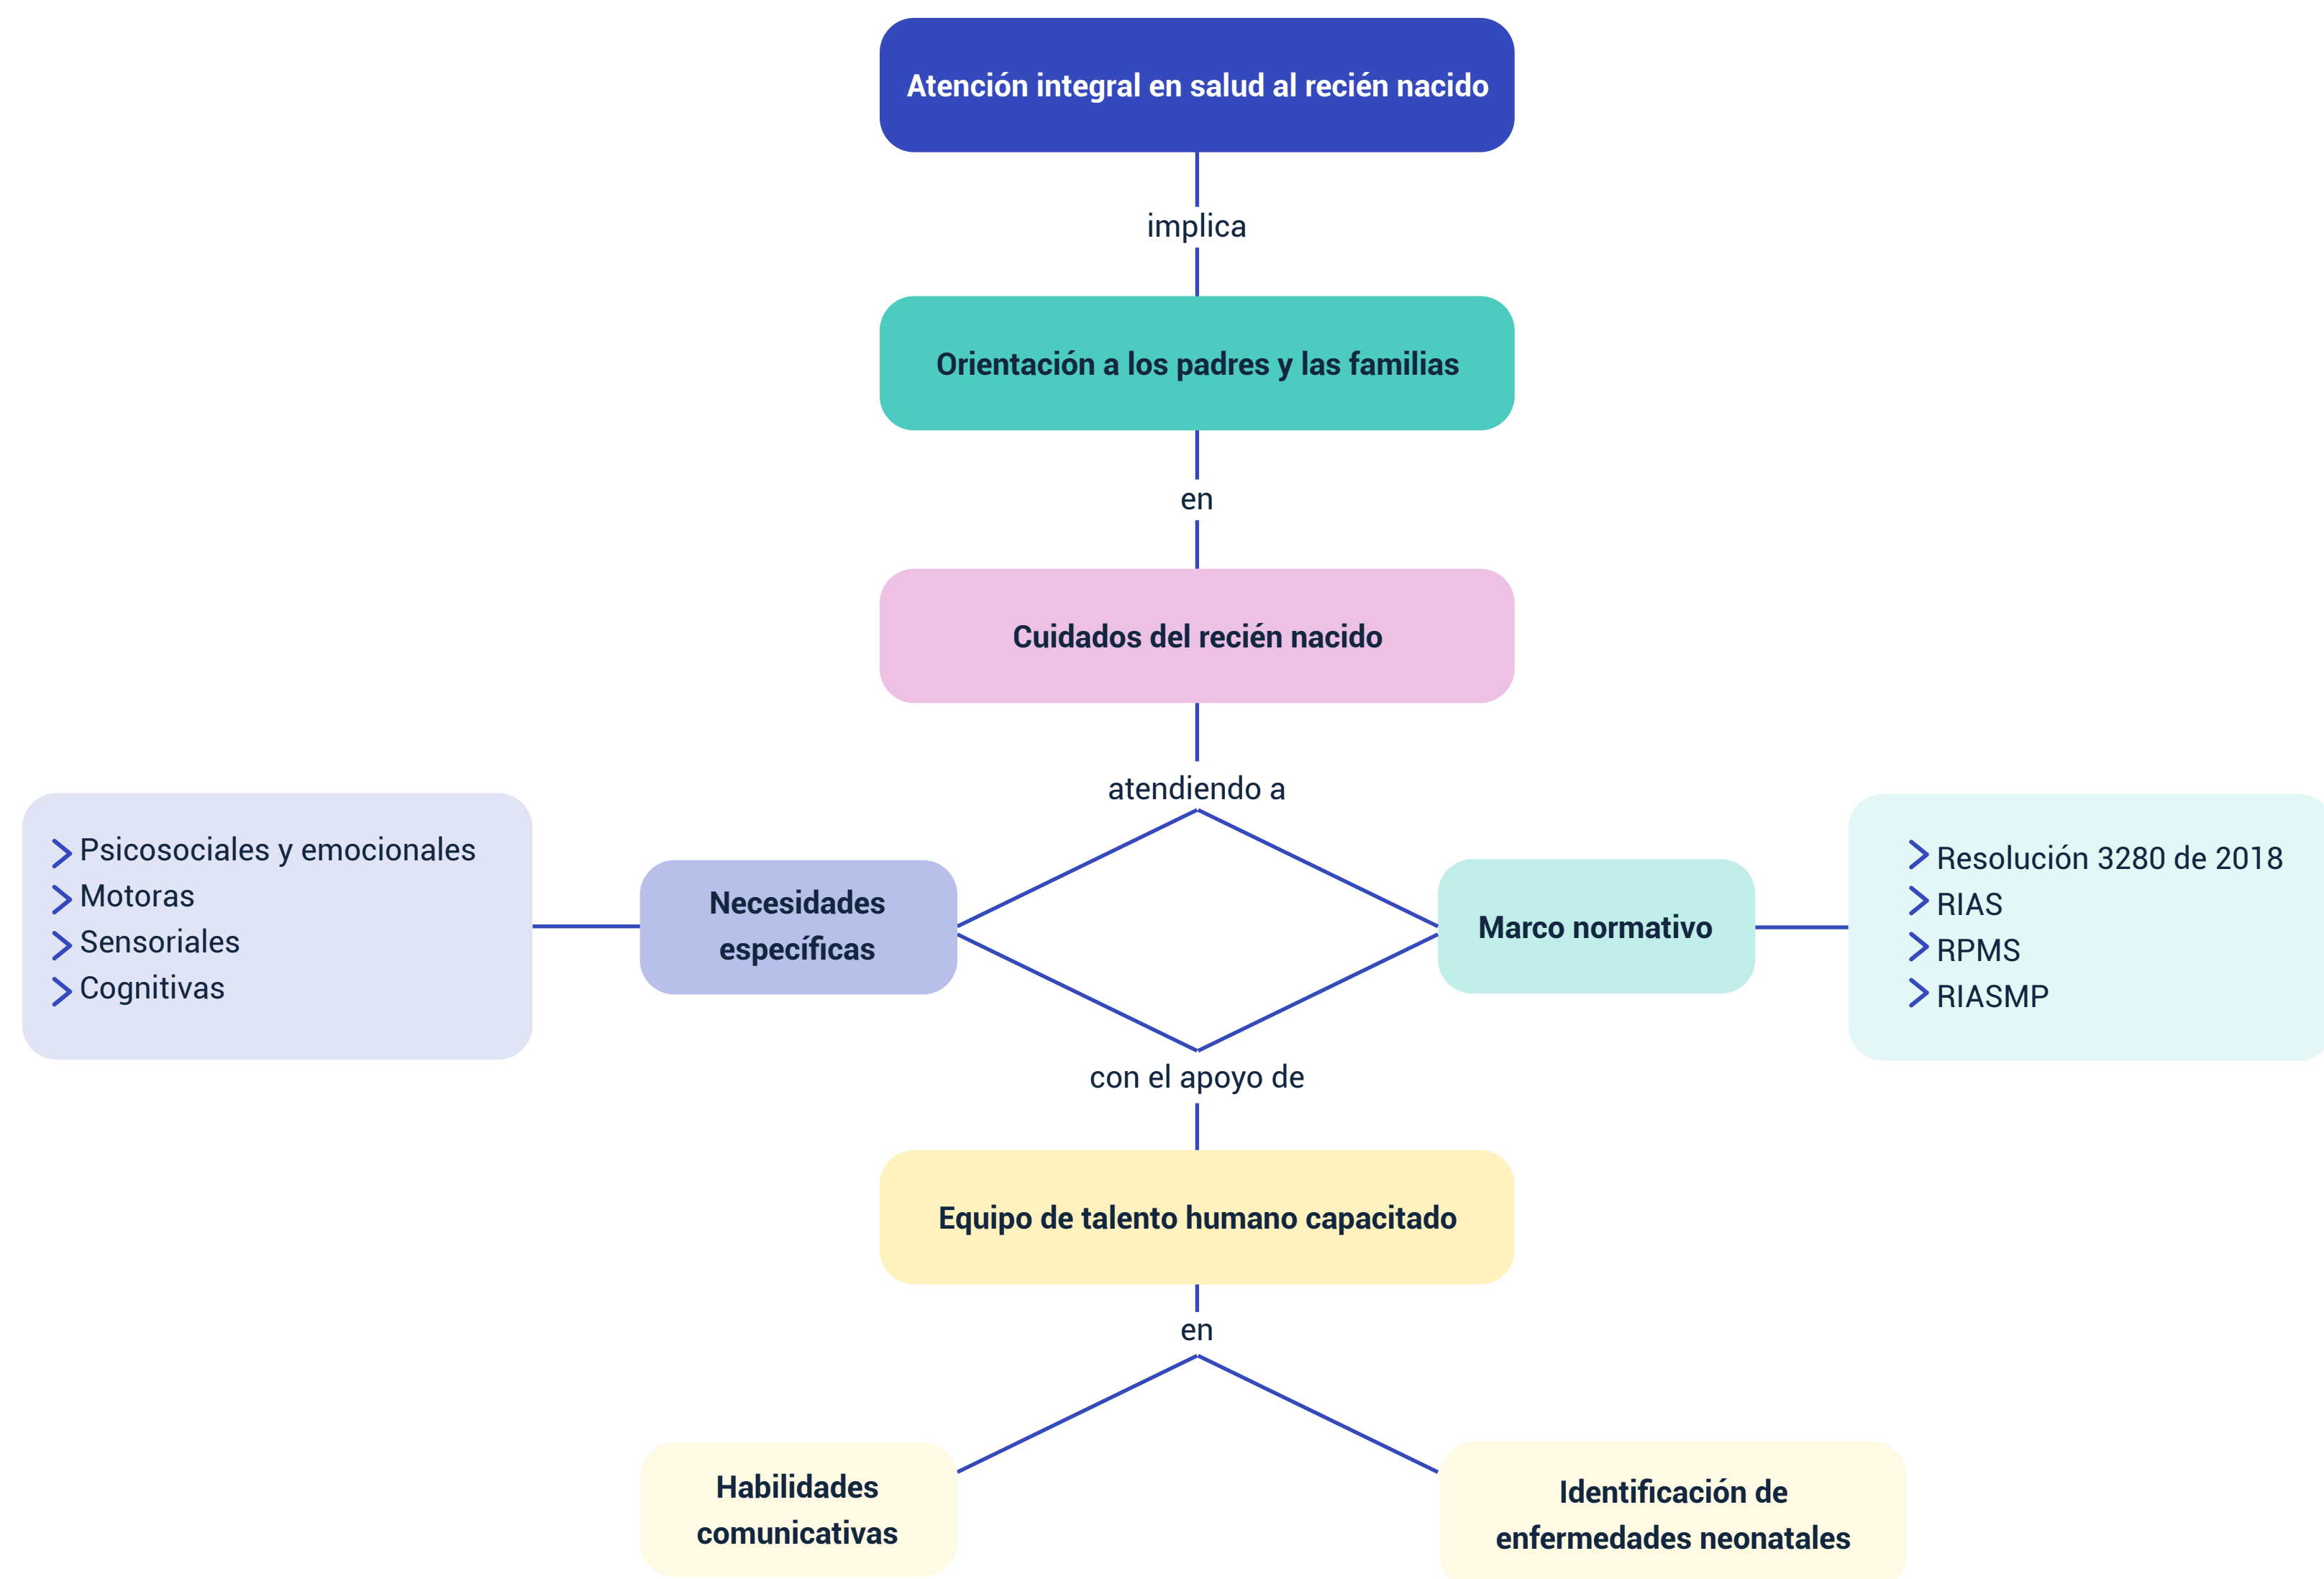 Atención integral en salud al recién nacido
implica
Orientación a los padres y las familias
en
Cuidados del recién nacido
atendiendo a
Psicosociales y emocionales
Motoras
Sensoriales
Cognitivas
Necesidades
específicas
Marco normativo
Resolución 3280 de 2018
RIAS
RPMS
RIASMP
con el apoyo de
Equipo de talento humano capacitado
en
Habilidades
comunicativas
Identificación de
enfermedades neonatales